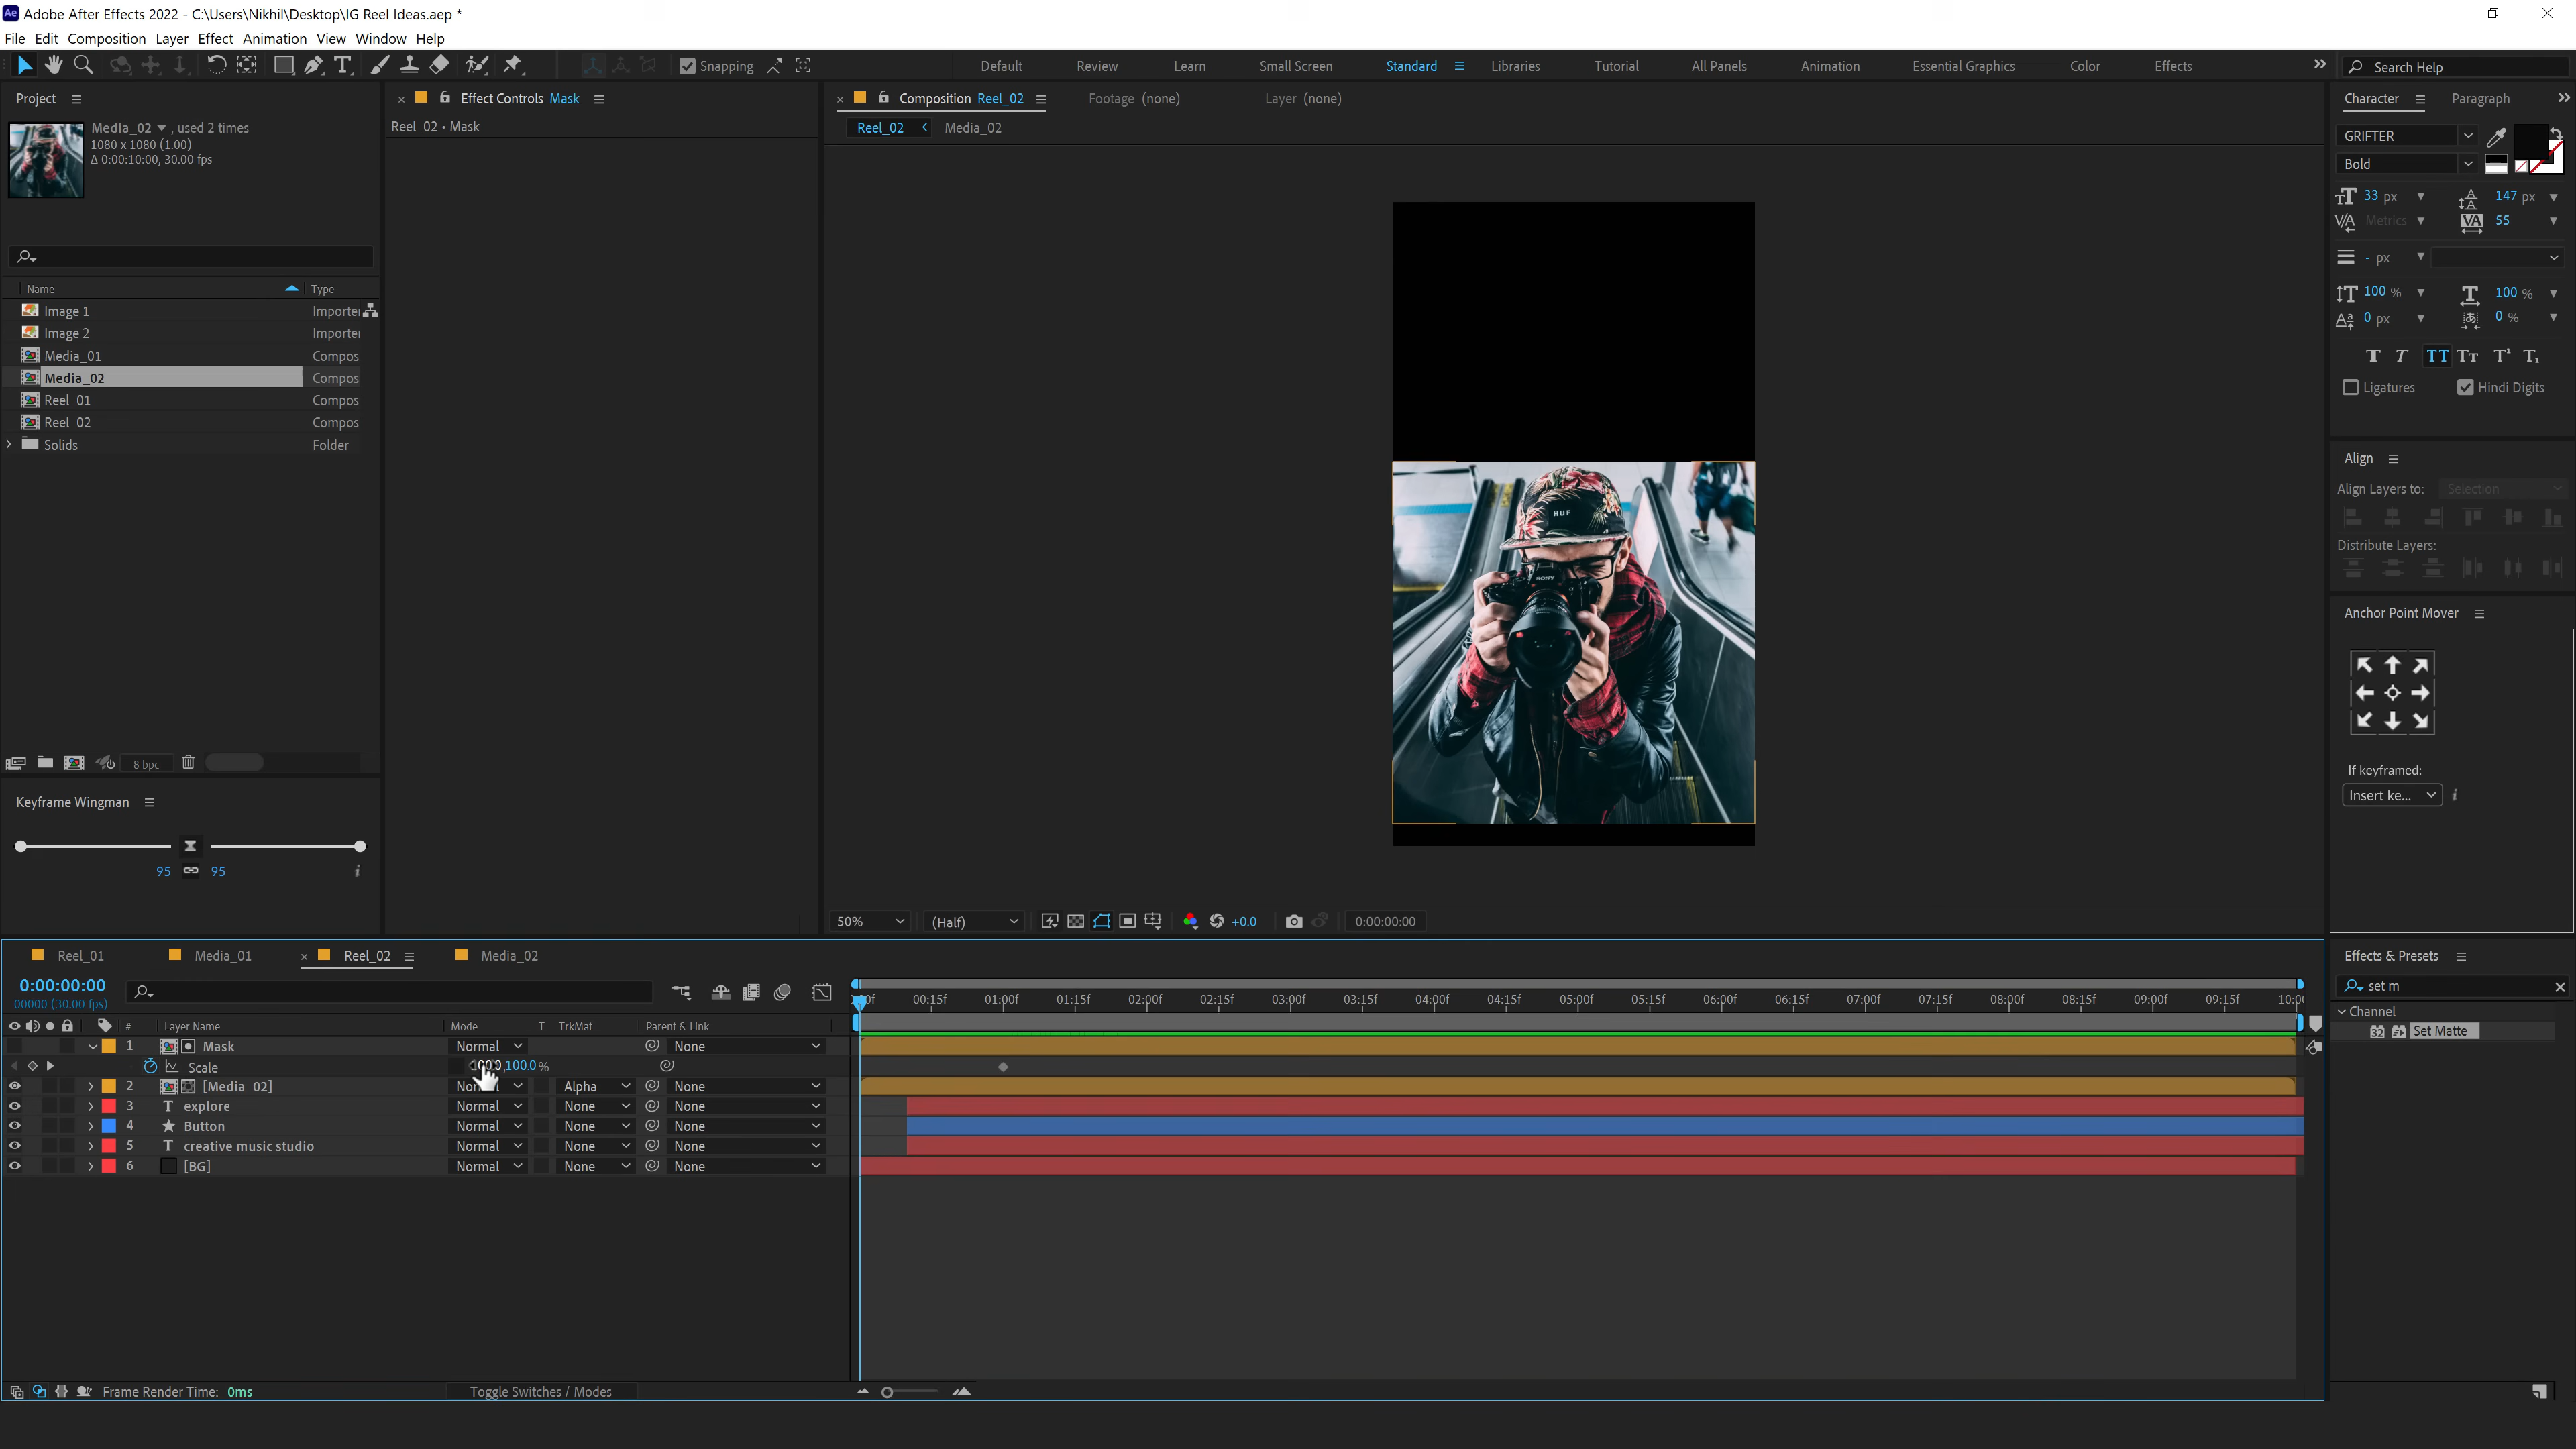 Adobe After Effects 2022 - C:\Users\Nikhil\Desktop\IG Reel Ideas.aep *
File Edit Composition Layer Effect Animation View Window Help
Snapping
Default Review Learn Small Screen Standard Libraries Tutorial All Panels Animation Essential Graphics Color Effects
Search Help
Project
Media_02 , used 2 times
1080 x 1080 (1.00)
Δ 0:00:10:00, 30.00 fps
Name Type
Image 1 Importe
Image 2 Importe
Media_01 Compos
Media_02 Compos
Reel_01 Compos
Reel_02 Compos
Solids Folder
8 bpc
Keyframe Wingman
95 95
Effect Controls Mask
Reel_02 • Mask
Composition Reel_02 Footage (none) Layer (none)
Reel_02 Media_02
HUF
SONY
50% (Half) +0.0 0:00:00:00
Character Paragraph
GRIFTER
Bold
33 px 147 px
Metrics 55
- px
100 % 100 %
0 px 0 %
Ligatures Hindi Digits
Align
Align Layers to: Selection
Distribute Layers:
Anchor Point Mover
If keyframed:
Insert ke...
Effects & Presets
set m
Channel
32 Set Matte
Reel_01 Media_01 Reel_02 Media_02
0:00:00:00
00000 (30.00 fps)
00:15f 01:00f 01:15f 02:00f 02:15f 03:00f 03:15f 04:00f 04:15f 05:00f 05:15f 06:00f 06:15f 07:00f 07:15f 08:00f 08:15f 09:00f 09:15f 10:0
# Layer Name Mode T TrkMat Parent & Link
1 Mask Normal None
Scale 100.0,100.0%
2 [Media_02] Alpha None
3 explore Normal None None
4 Button Normal None None
5 creative music studio Normal None None
6 [BG] Normal None None
Frame Render Time: 0ms
Toggle Switches / Modes